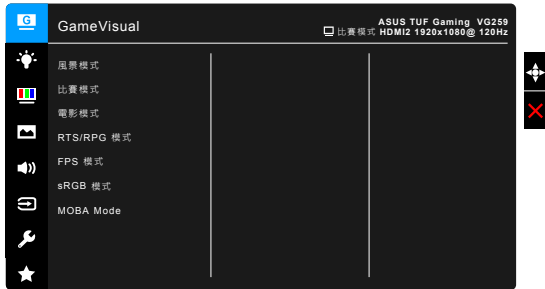 G
GameVisual
ASUS TUF Gaming VG259
比賽模式 HDMI2 1920x1080@ 120Hz
風景模式
比賽模式
電影模式
RTS/RPG 模式
FPS 模式
sRGB 模式
MOBA Mode